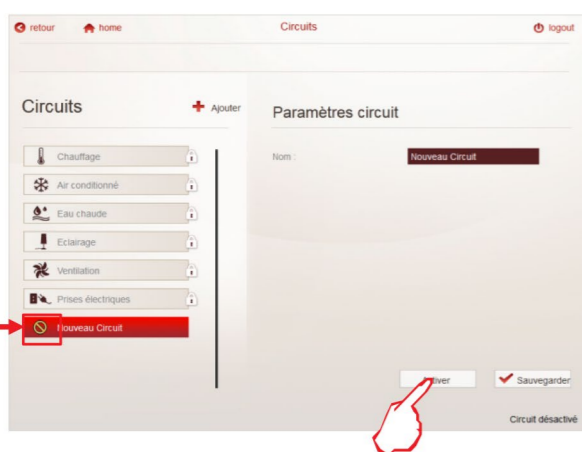 retour home Circuits logout
Circuits
Ajouter
Chauffage
Air conditionné
Eau chaude
Eclairage
Ventilation
Prises électriques
Nouveau Circuit
Paramètres circuit
Nom : Nouveau Circuit
Activer Sauvegarder
Circuit désactivé